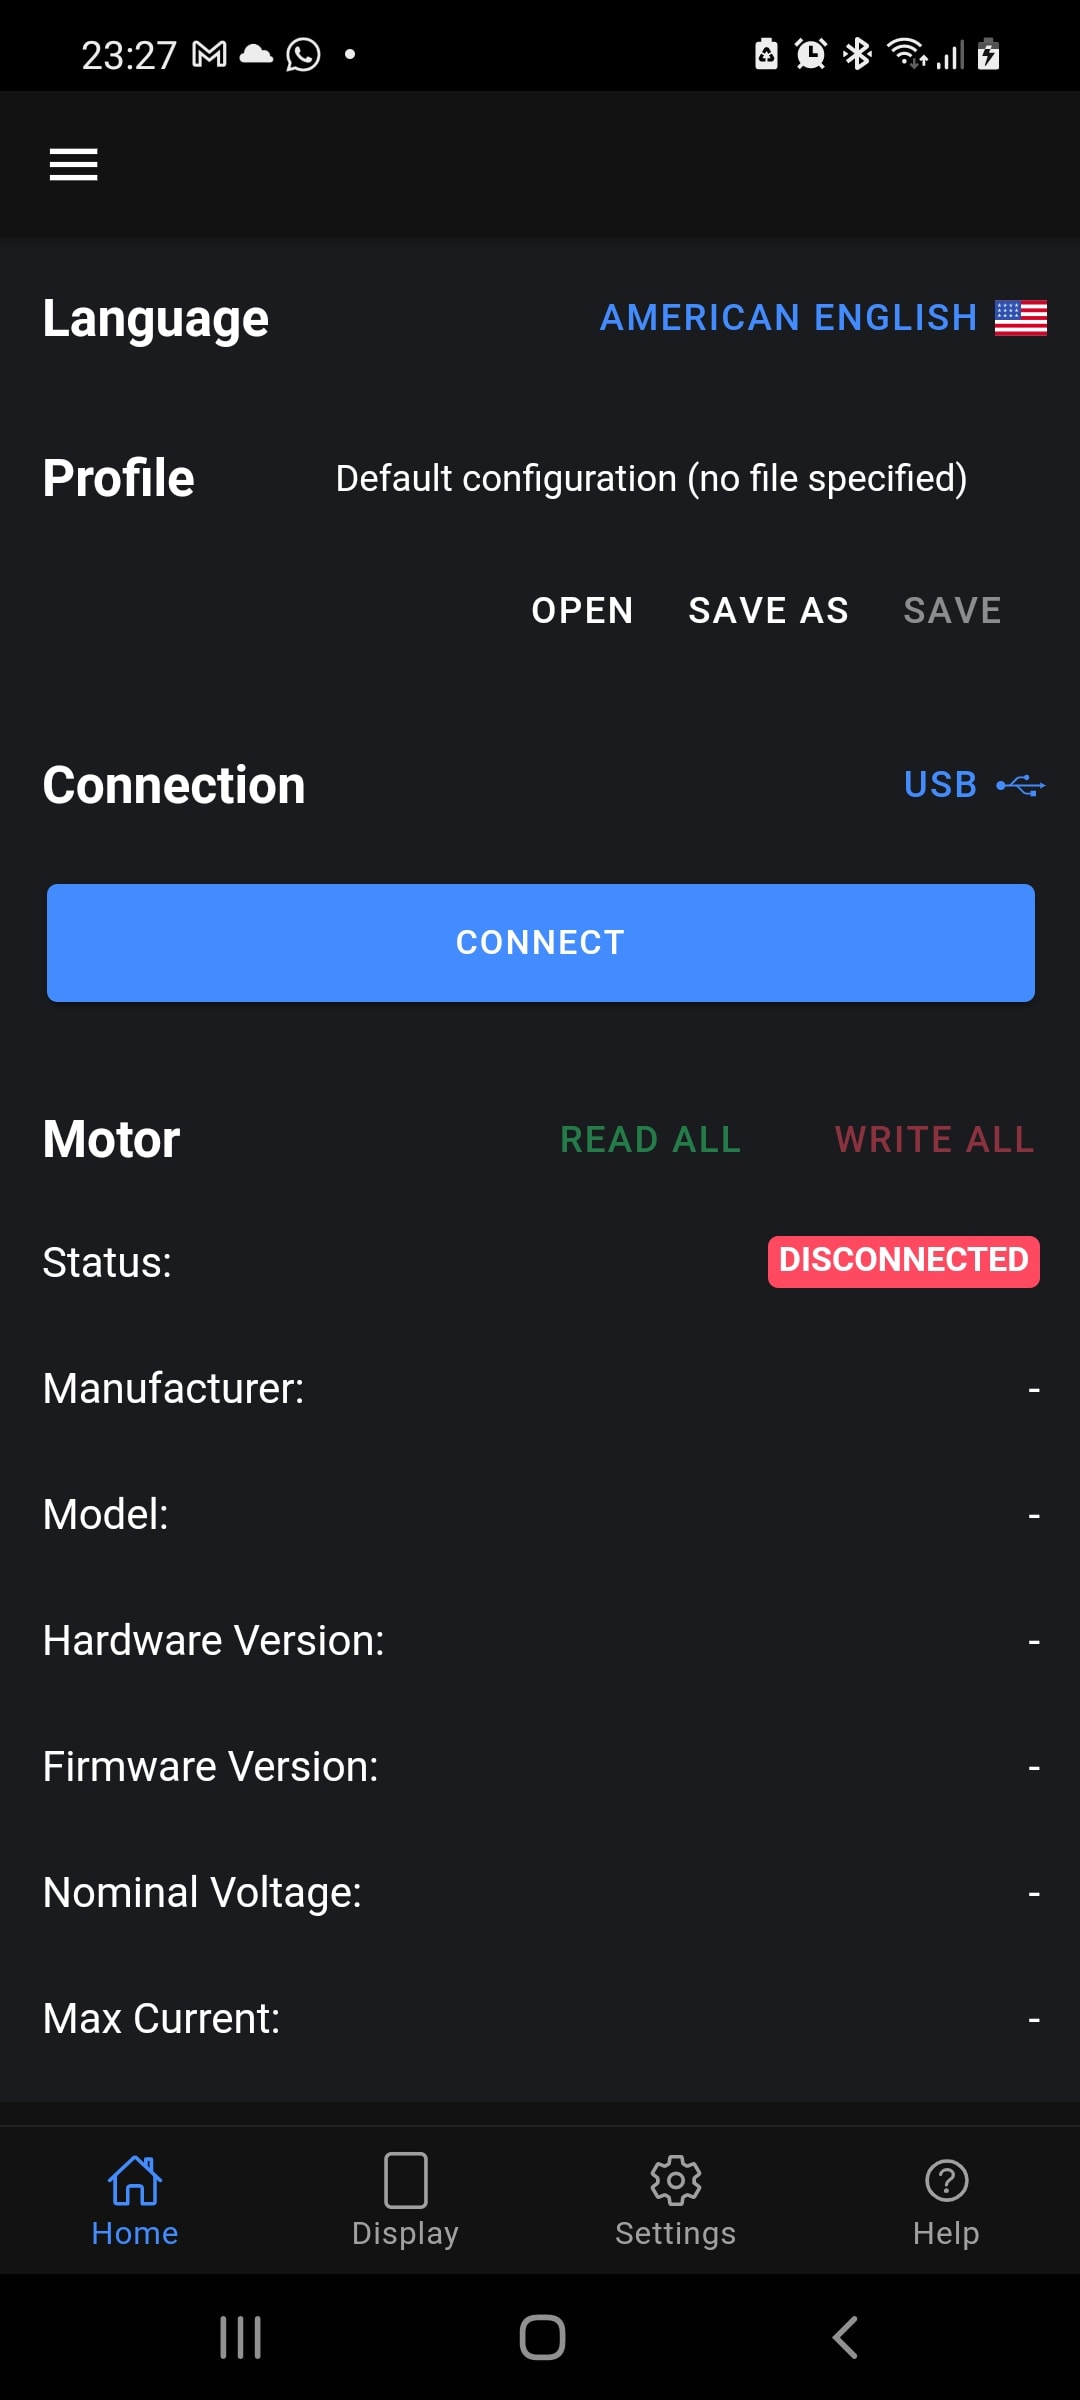 23:27
Language AMERICAN ENGLISH
Profile Default configuration (no file specified)
OPEN SAVE AS SAVE
Connection USB
CONNECT
Motor READ ALL WRITE ALL
Status: DISCONNECTED
Manufacturer: -
Model: -
Hardware Version: -
Firmware Version: -
Nominal Voltage: -
Max Current: -
Home Display Settings Help